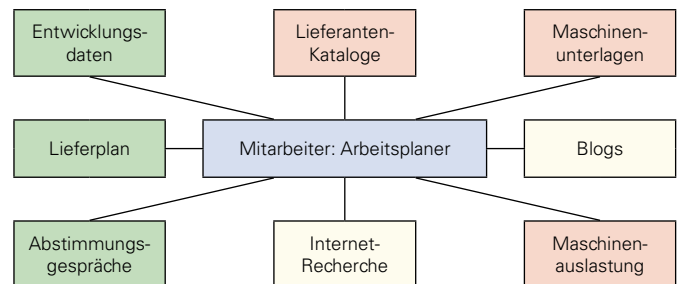 Entwicklungs-
daten
Lieferanten-
Kataloge
Maschinen-
unterlagen
Lieferplan
Mitarbeiter: Arbeitsplaner
Blogs
Abstimmungs-
gespräche
Internet-
Recherche
Maschinen-
auslastung